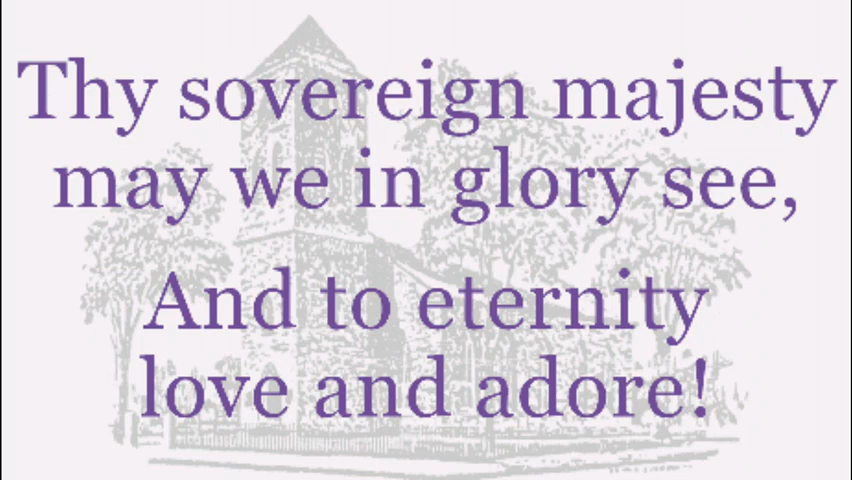 Thy sovereign majesty
may we in glory see,
And to eternity
love and adore!